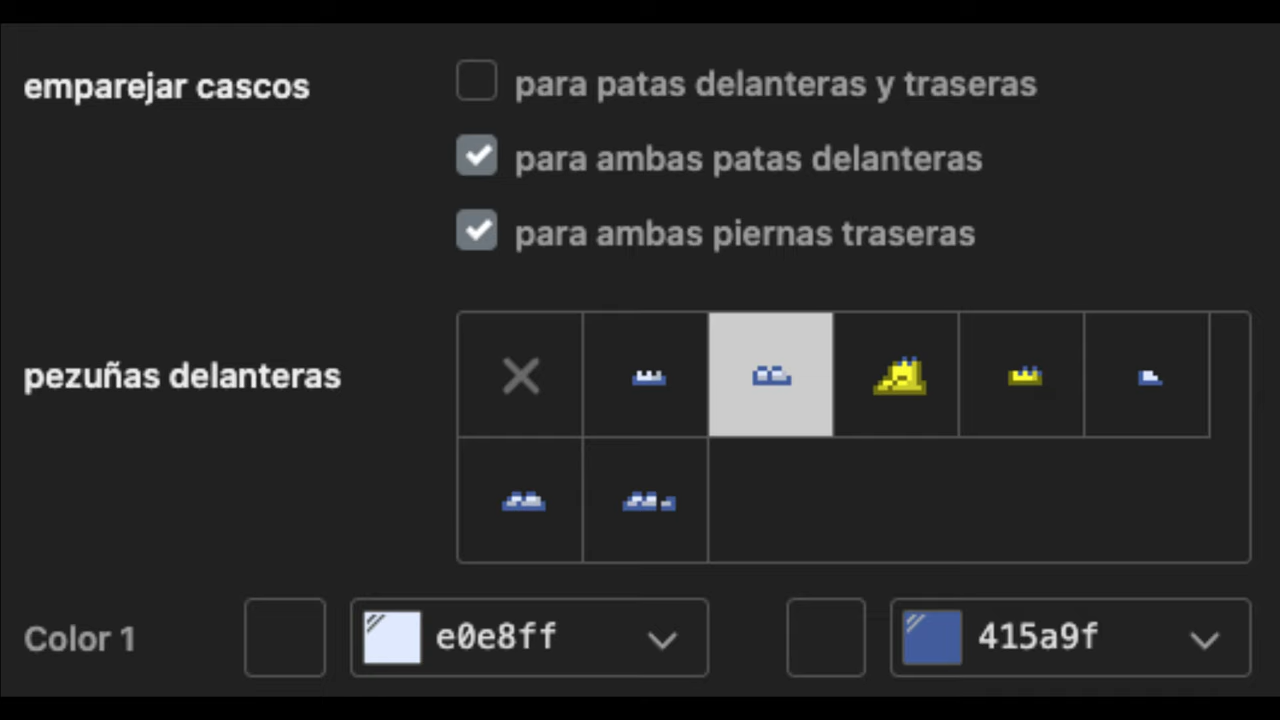 emparejar cascos
para patas delanteras y traseras
para ambas patas delanteras
para ambas piernas traseras
pezuñas delanteras
Color 1 e0e8ff 415a9f